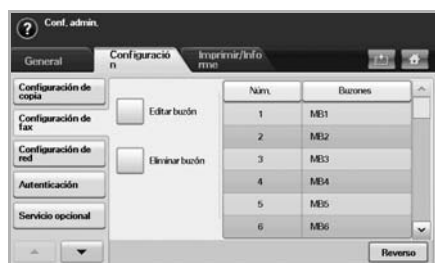 Conf. admin.
General
Configuració
n
Imprimir/Info
rme
Configuración de
copia
Configuración de
fax
Configuración de
red
Autenticación
Servicio opcional
Editar buzón
Eliminar buzón
Núm. Buzones
1 MB1
2 MB2
3 MB3
4 MB4
5 MB5
6 MB6
Reverso